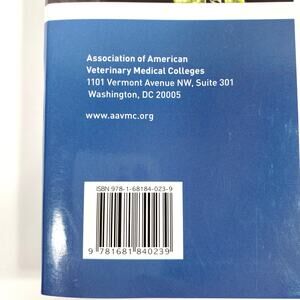 Association of American
Veterinary Medical Colleges
1101 Vermont Avenue NW, Suite 301
Washington, DC 20005
www.aavmc.org
ISBN 978-1-68184-023-9
9 781681 840239